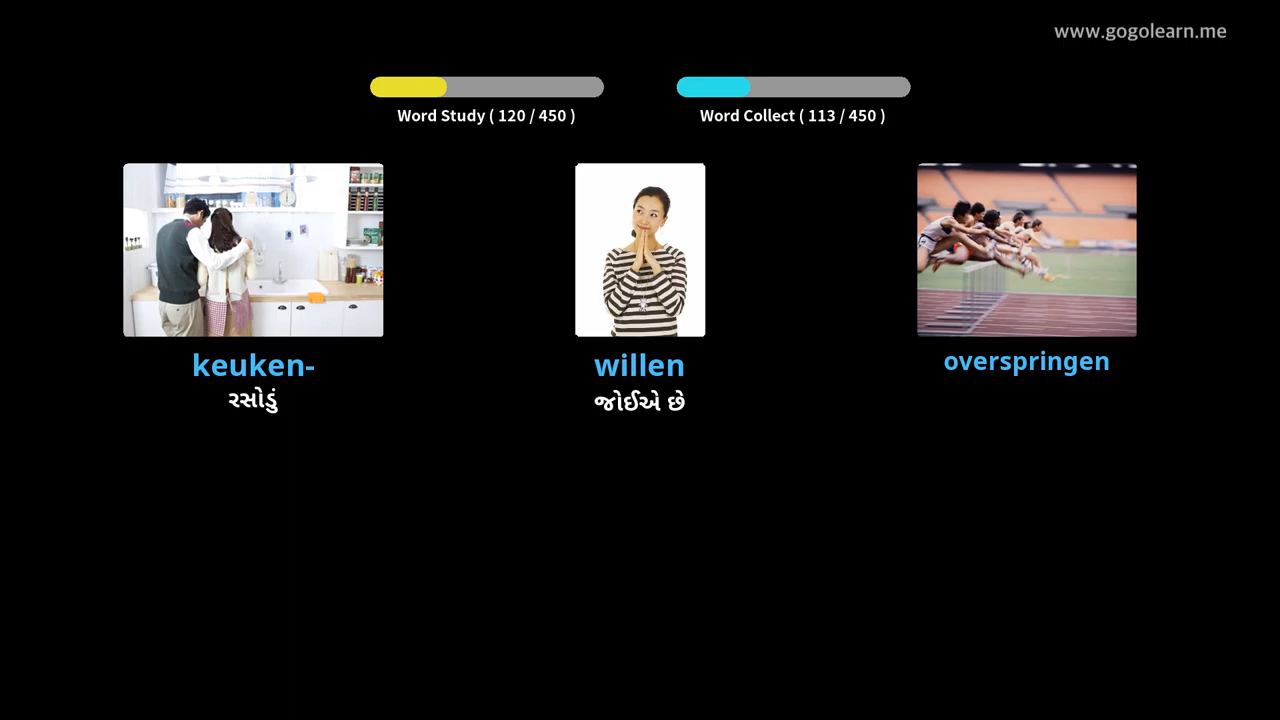 www.gogolearn.me
Word Study ( 120 / 450 )
Word Collect ( 113 / 450 )
keuken-
રસોડું
willen
જોઈએ છે
overspringen